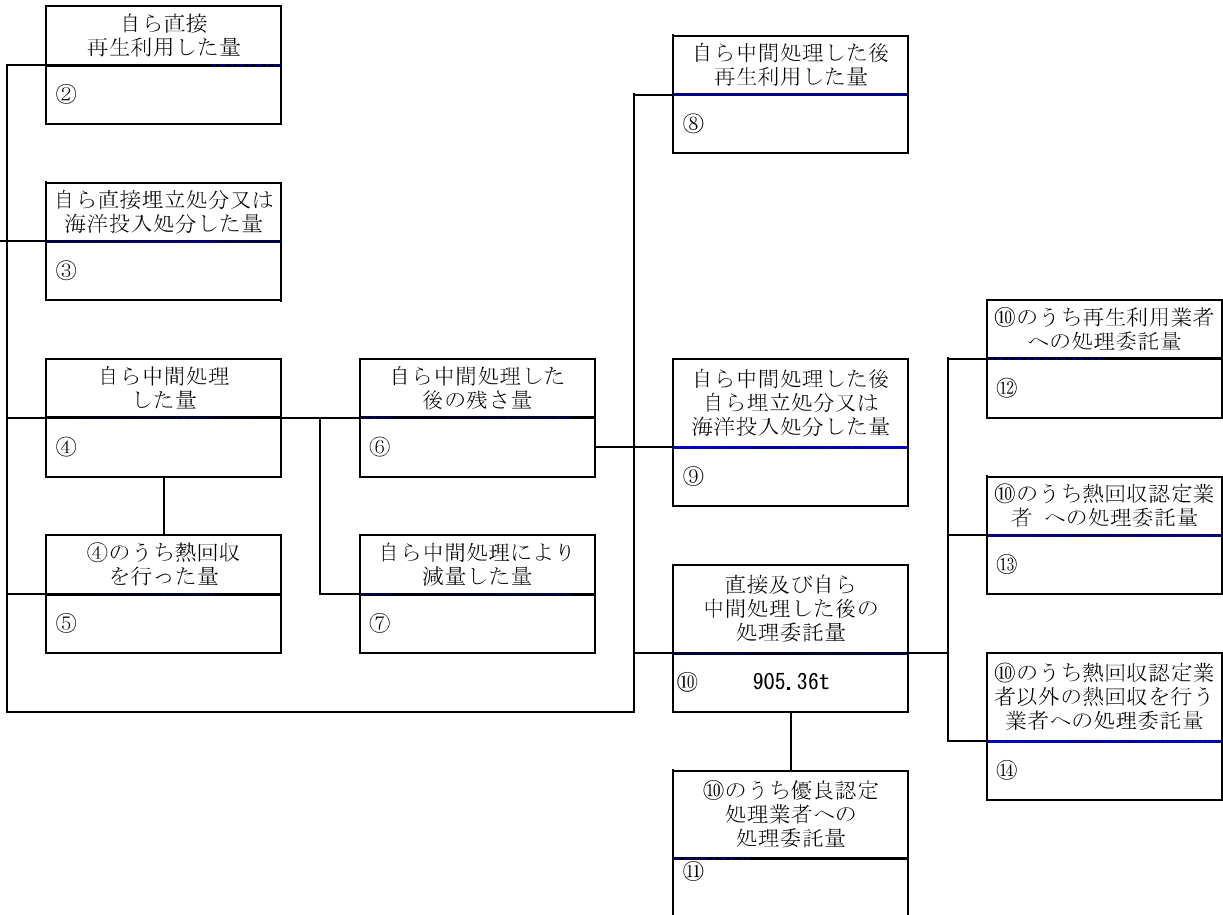 自ら直接
再生利用した量
②
自ら直接埋立処分又は
海洋投入処分した量
③
自ら中間処理
した量
④
④のうち熱回収
を行った量
⑤
自ら中間処理した
後の残さ量
⑥
自ら中間処理により
減量した量
⑦
自ら中間処理した後
再生利用した量
⑧
自ら中間処理した後
自ら埋立処分又は
海洋投入処分した量
⑨
直接及び自ら
中間処理した後の
処理委託量
⑩ 905.36t
⑩のうち優良認定
処理業者への
処理委託量
⑪
⑩のうち再生利用業者
への処理委託量
⑫
⑩のうち熱回収認定業
者 への処理委託量
⑬
⑩のうち熱回収認定業
者以外の熱回収を行う
業者への処理委託量
⑭